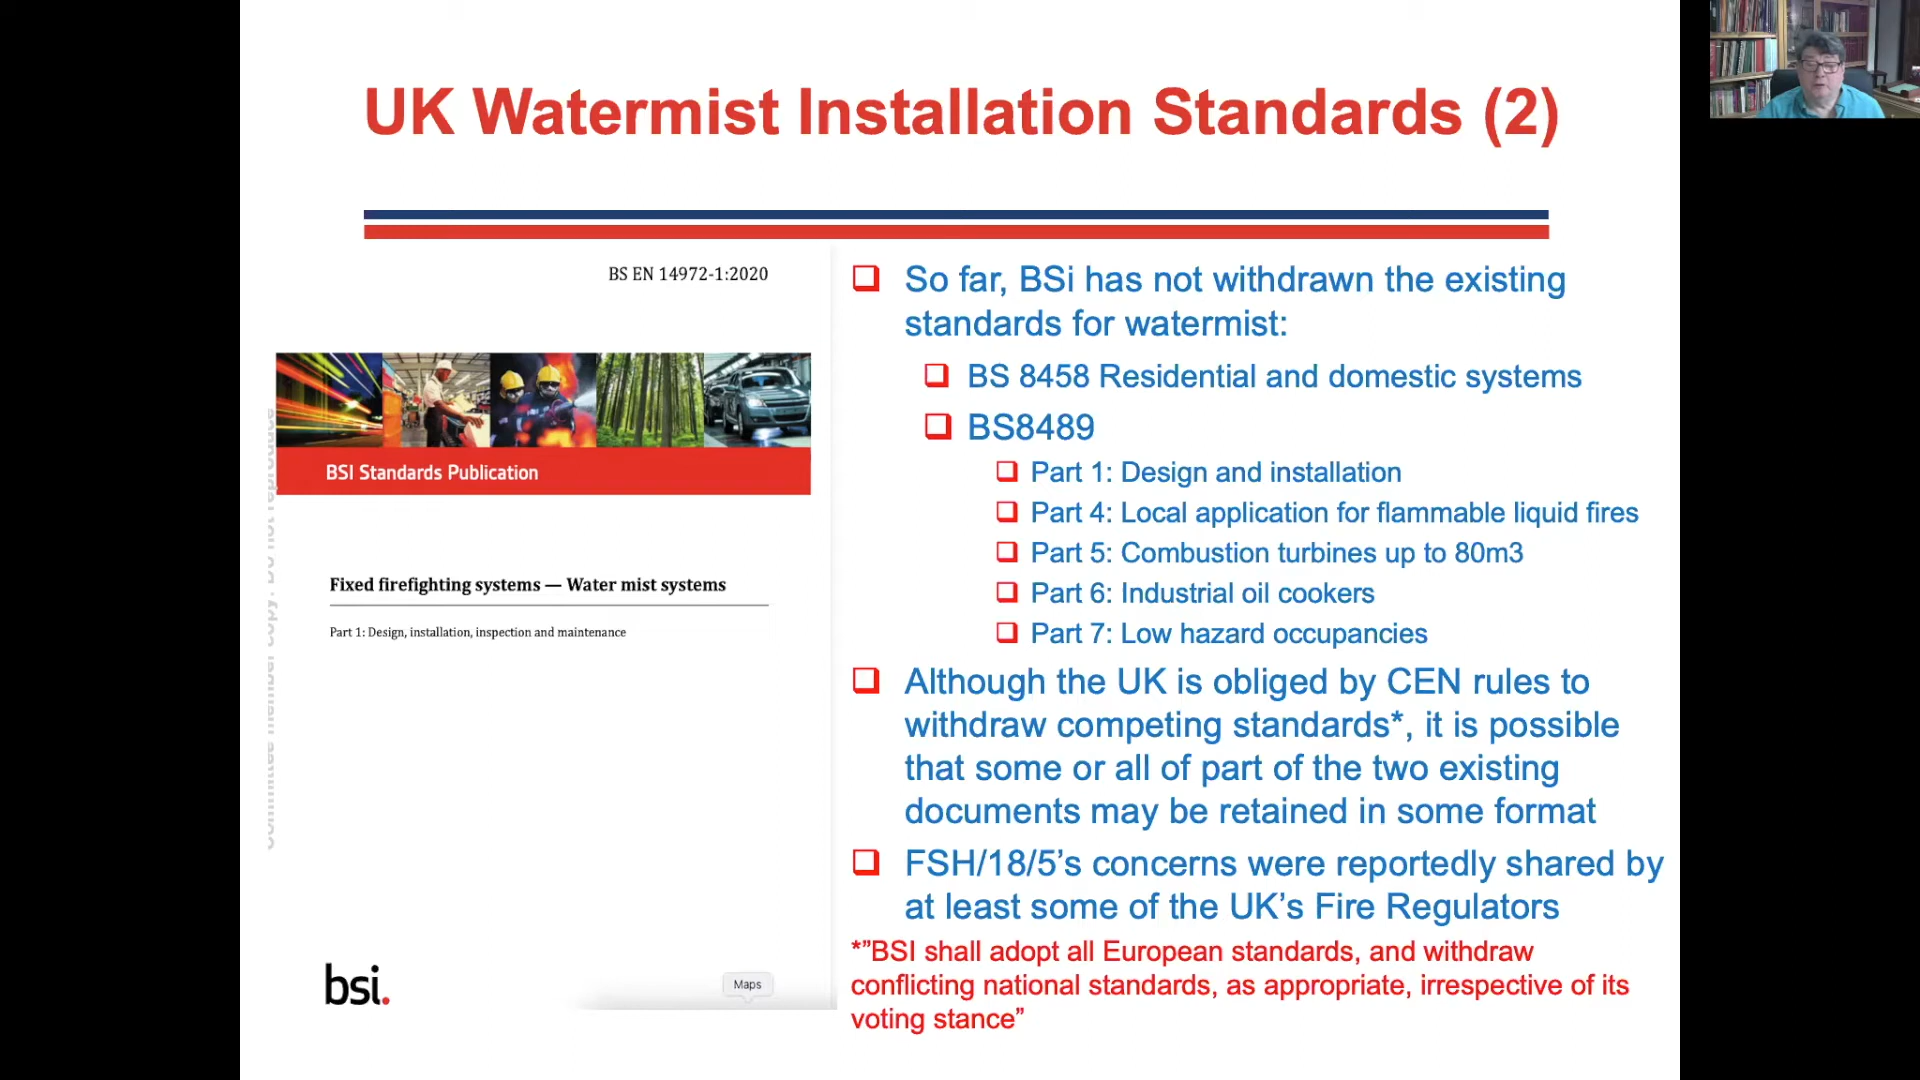 UK Watermist Installation Standards (2)
BS EN 14972-1:2020
BSI Standards Publication
Fixed firefighting systems — Water mist systems
Part 1: Design, installation, inspection and maintenance
bsi.
Maps
So far, BSi has not withdrawn the existing
standards for watermist:
BS 8458 Residential and domestic systems
BS8489
Part 1: Design and installation
Part 4: Local application for flammable liquid fires
Part 5: Combustion turbines up to 80m3
Part 6: Industrial oil cookers
Part 7: Low hazard occupancies
Although the UK is obliged by CEN rules to
withdraw competing standards*, it is possible
that some or all of part of the two existing
documents may be retained in some format
FSH/18/5’s concerns were reportedly shared by
at least some of the UK’s Fire Regulators
*”BSI shall adopt all European standards, and withdraw
conflicting national standards, as appropriate, irrespective of its
voting stance”